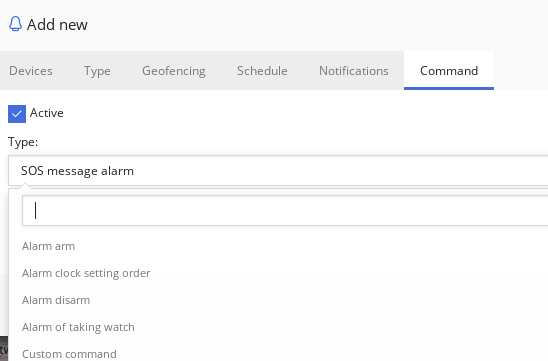 Add new
Devices Type Geofencing Schedule Notifications Command
Active
Type:
SOS message alarm
Alarm arm
Alarm clock setting order
Alarm disarm
Alarm of taking watch
Custom command